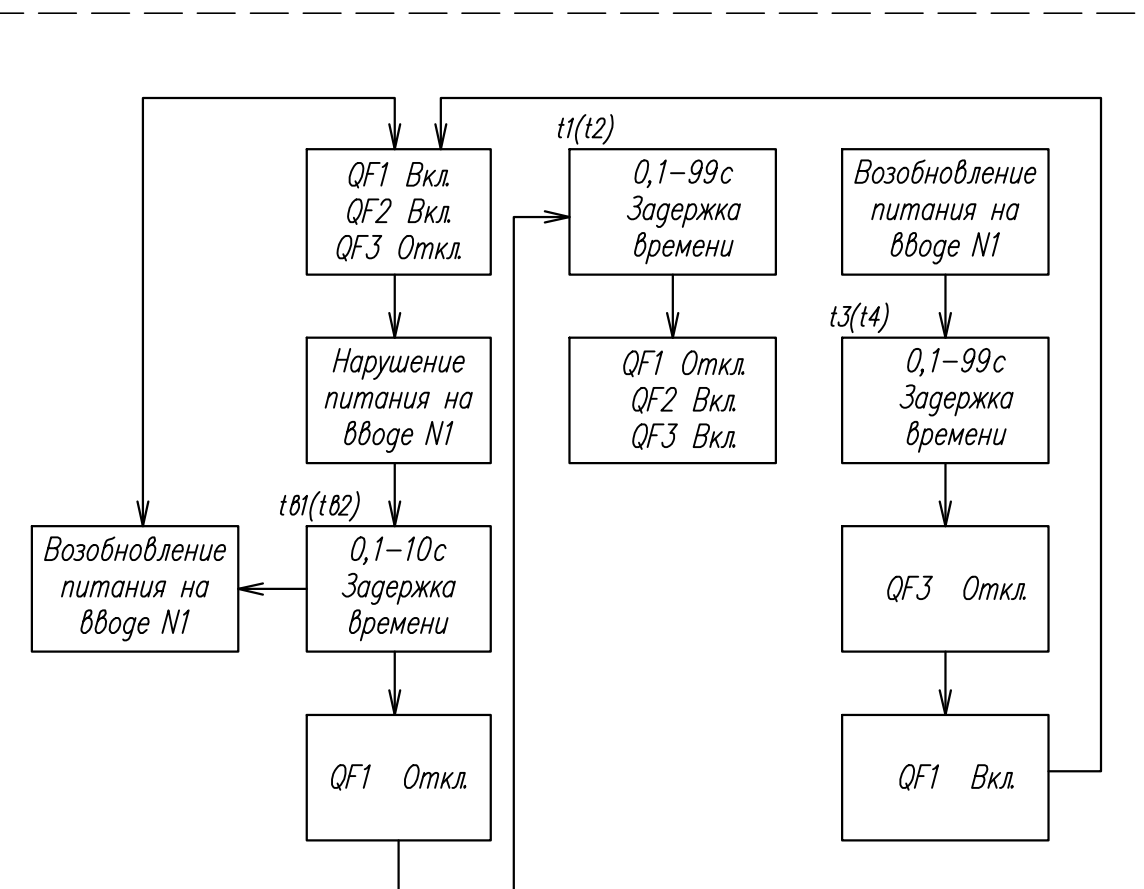 QF1 Вкл.
QF2 Вкл.
QF3 Откл.
Нарушение
питания на
вводе N1
tв1(tв2)
0,1-10с
Задержка
времени
Возобновление
питания на
вводе N1
QF1 Откл.
t1(t2)
0,1-99с
Задержка
времени
QF1 Откл.
QF2 Вкл.
QF3 Вкл.
Возобновление
питания на
вводе N1
t3(t4)
0,1-99с
Задержка
времени
QF3 Откл.
QF1 Вкл.